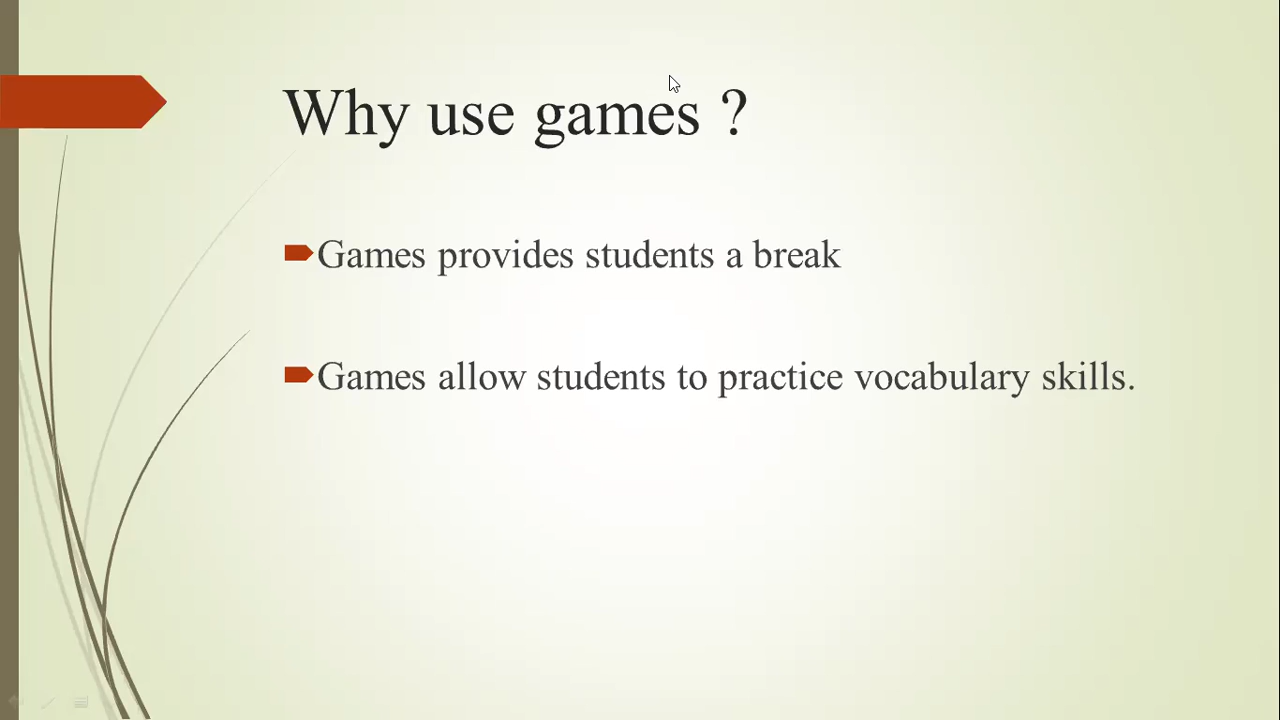 Why use games ?
Games provides students a break
Games allow students to practice vocabulary skills.